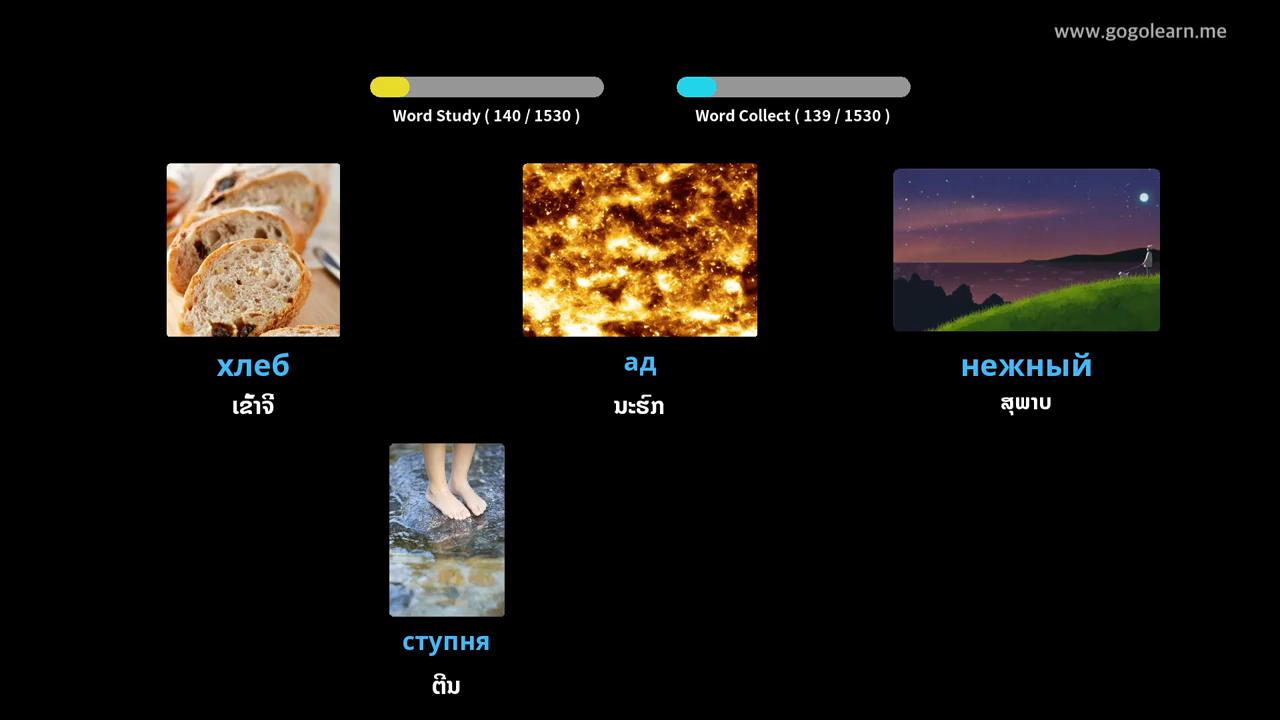 www.gogolearn.me
Word Study ( 140 / 1530 )
Word Collect ( 139 / 1530 )
хлеб
ад
нежный
ເຂົ້າຈີ່
ນະຮົກ
ສຸພາບ
ступня
ຕີນ